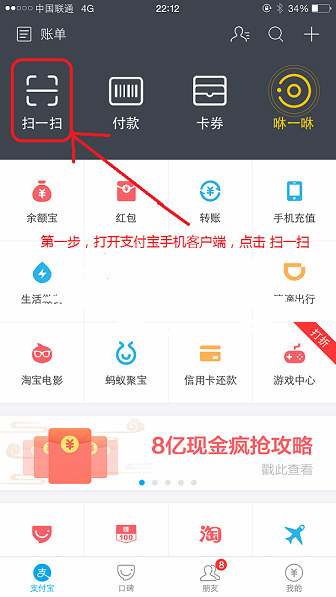 中国联通 4G 22:12 34%
账单
扫一扫 付款 卡券 咻一咻
余额宝 红包 转账 手机充值
第一步，打开支付宝手机客户端，点击 扫一扫
生活缴费 滴滴出行
打折
淘宝电影 蚂蚁聚宝 信用卡还款 游戏中心
8亿现金疯抢攻略
戳此查看
100 淘
8
支付宝 口碑 朋友 我的